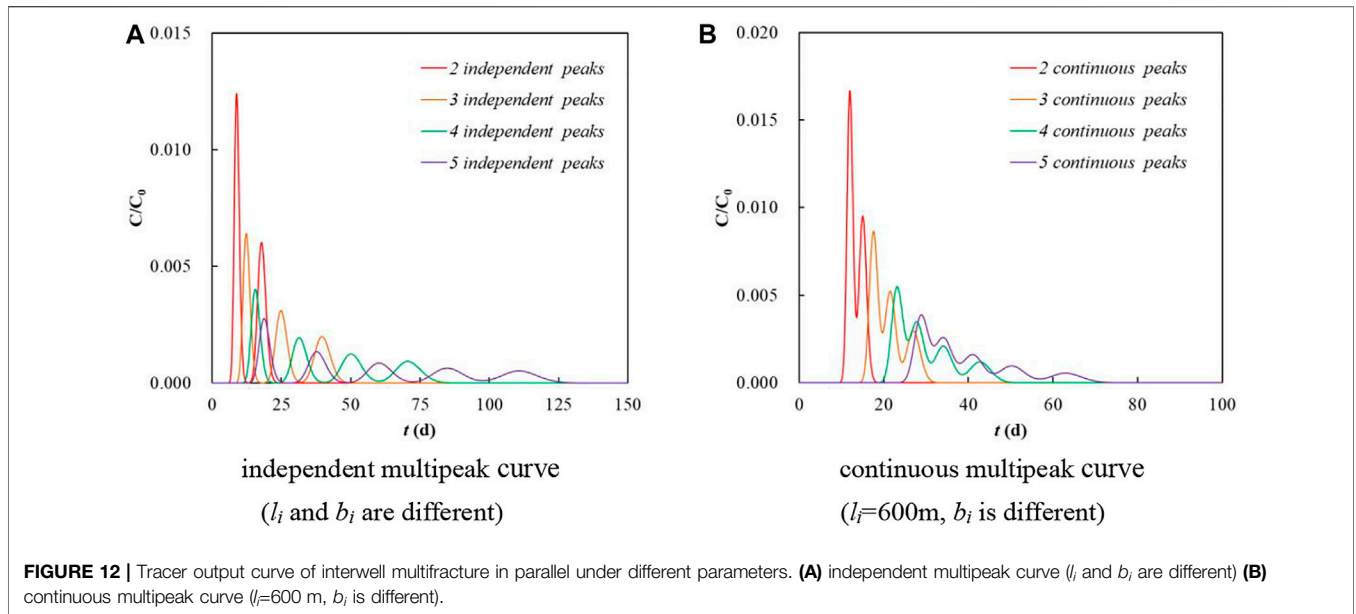 A
0.015
0.010
0.005
0.000
C/C0
2 independent peaks
3 independent peaks
4 independent peaks
5 independent peaks
0 25 50 75 100 125 150
t (d)
independent multipeak curve
(li and bi are different)
B
0.020
0.015
0.010
0.005
0.000
C/C0
2 continuous peaks
3 continuous peaks
4 continuous peaks
5 continuous peaks
0 20 40 60 80 100
t (d)
continuous multipeak curve
(li=600m, bi is different)
FIGURE 12 | Tracer output curve of interwell multifracture in parallel under different parameters. (A) independent multipeak curve (li and bi are different) (B)
continuous multipeak curve (li=600 m, bi is different).